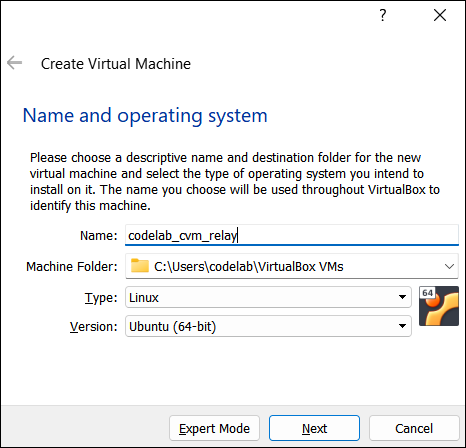 ?
Create Virtual Machine
Name and operating system
Please choose a descriptive name and destination folder for the new
virtual machine and select the type of operating system you intend to
install on it. The name you choose will be used throughout VirtualBox to
identify this machine.
Name: codelab_cvm_relay
Machine Folder: C:\Users\codelab\VirtualBox VMs
Type: Linux
64
Version: Ubuntu (64-bit)
Expert Mode Next Cancel